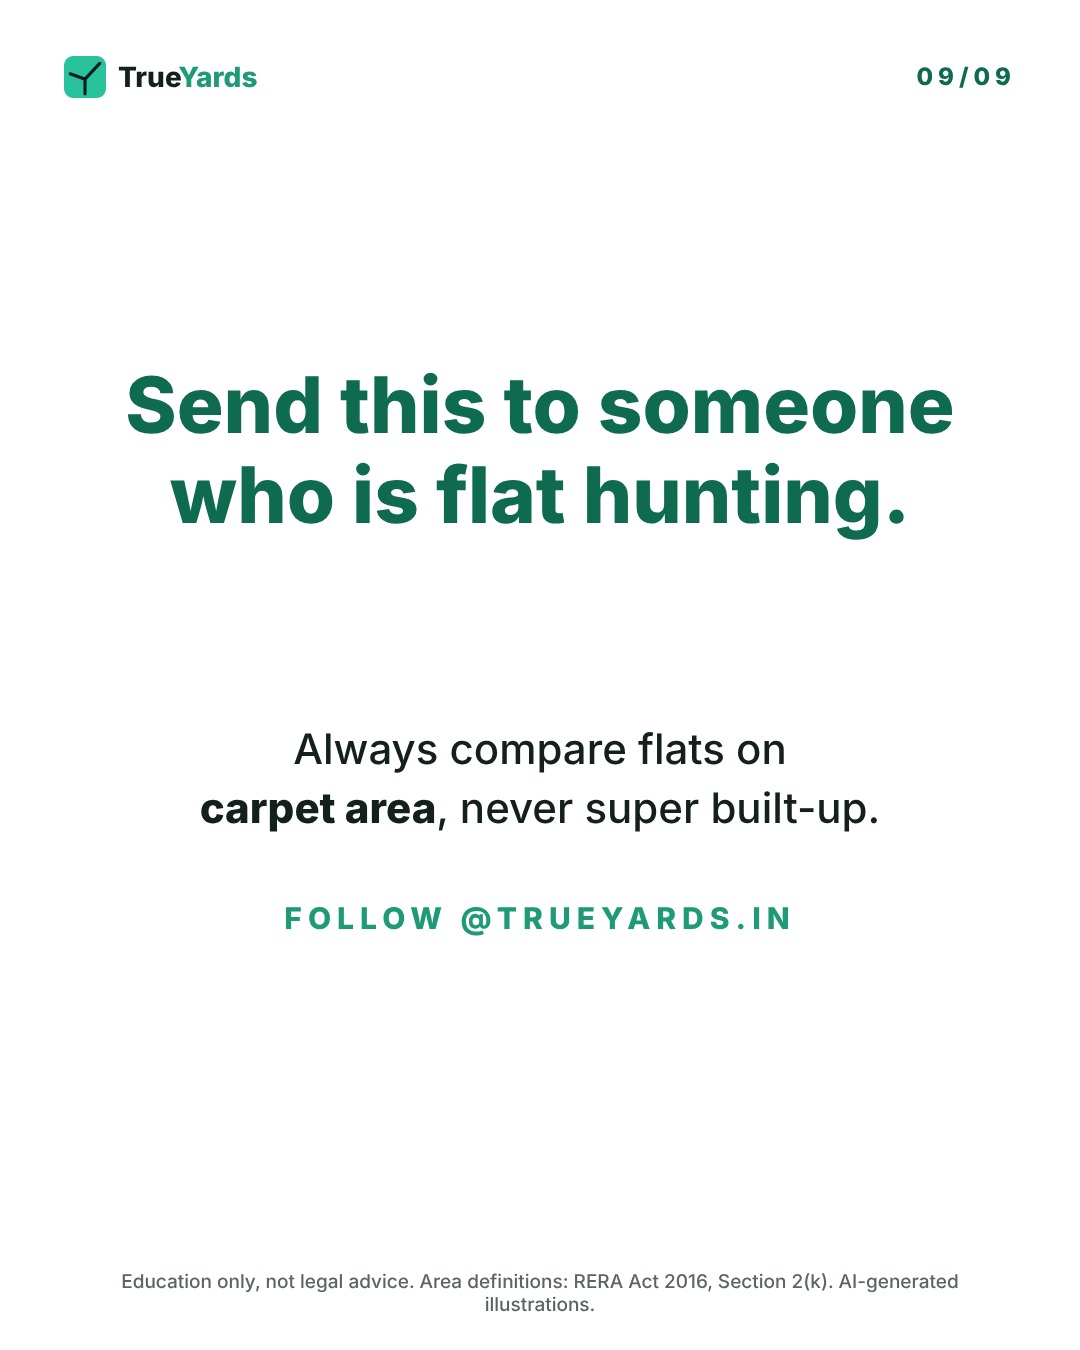 TrueYards
09/09
Send this to someone
who is flat hunting.
Always compare flats on
carpet area, never super built-up.
FOLLOW @TRUEYARDS.IN
Education only, not legal advice. Area definitions: RERA Act 2016, Section 2(k). AI-generated
illustrations.